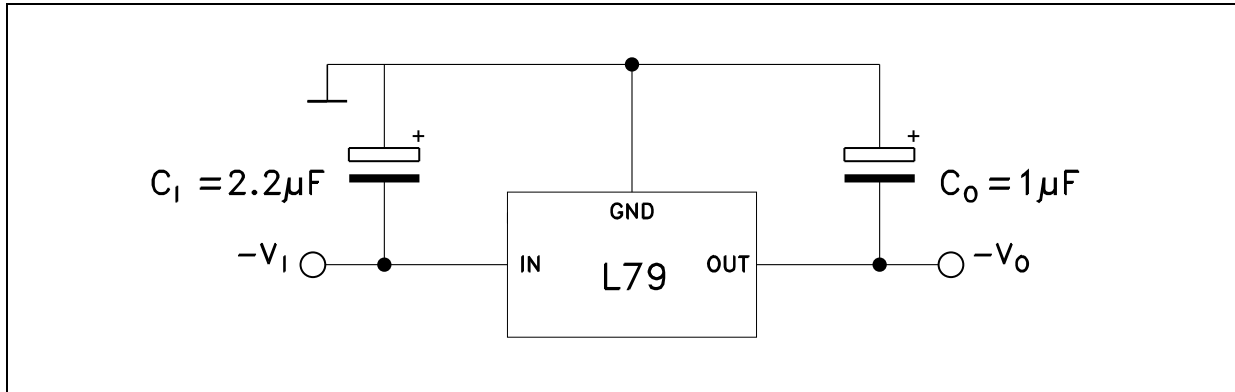 +
+
C_I = 2.2µF
C_O = 1µF
GND
-V_I
IN
L79
OUT
-V_O